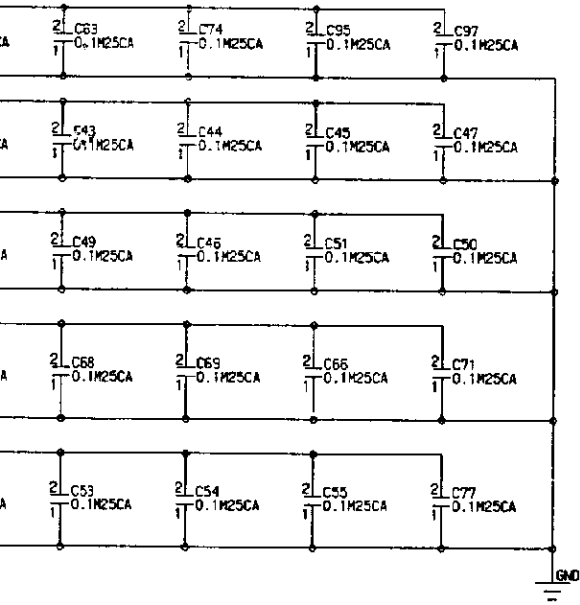 2 C63 2 C74 2 C95 2 C97
CA 1 0.1M25CA 1 0.1M25CA 1 0.1M25CA 1 0.1M25CA
2 C43 2 C44 2 C45 2 C47
A 1 0.1M25CA 1 0.1M25CA 1 0.1M25CA 1 0.1M25CA
2 C49 2 C46 2 C51 2 C50
A 1 0.1M25CA 1 0.1M25CA 1 0.1M25CA 1 0.1M25CA
2 C68 2 C69 2 C66 2 C71
A 1 0.1M25CA 1 0.1M25CA 1 0.1M25CA 1 0.1M25CA
2 C53 2 C54 2 C55 2 C77
A 1 0.1M25CA 1 0.1M25CA 1 0.1M25CA 1 0.1M25CA
GND